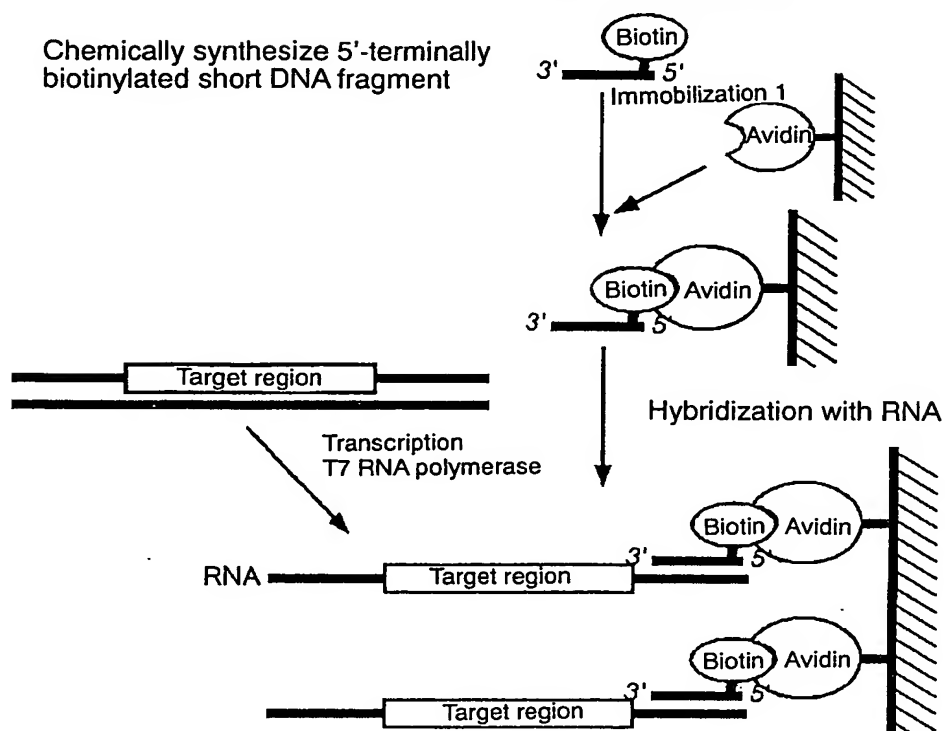 Chemically synthesize 5'-terminally
biotinylated short DNA fragment
Biotin
3' 5'
Immobilization 1
Avidin
Biotin Avidin
3' 5'
Target region
Hybridization with RNA
Transcription
T7 RNA polymerase
Biotin Avidin
3' 5'
RNA Target region
Biotin Avidin
3' 5'
Target region